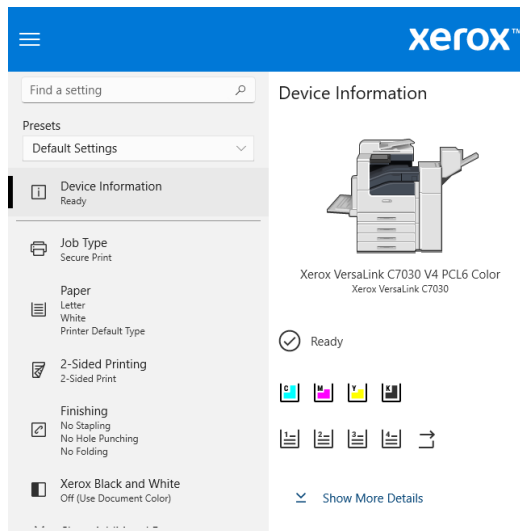 xerox™
Find a setting
Presets
Default Settings
Device Information
Ready
Job Type
Secure Print
Paper
Letter
White
Printer Default Type
2-Sided Printing
2-Sided Print
Finishing
No Stapling
No Hole Punching
No Folding
Xerox Black and White
Off (Use Document Color)
Device Information
Xerox VersaLink C7030 V4 PCL6 Color
Xerox VersaLink C7030
Ready
C M Y K
1 2 3 4
Show More Details